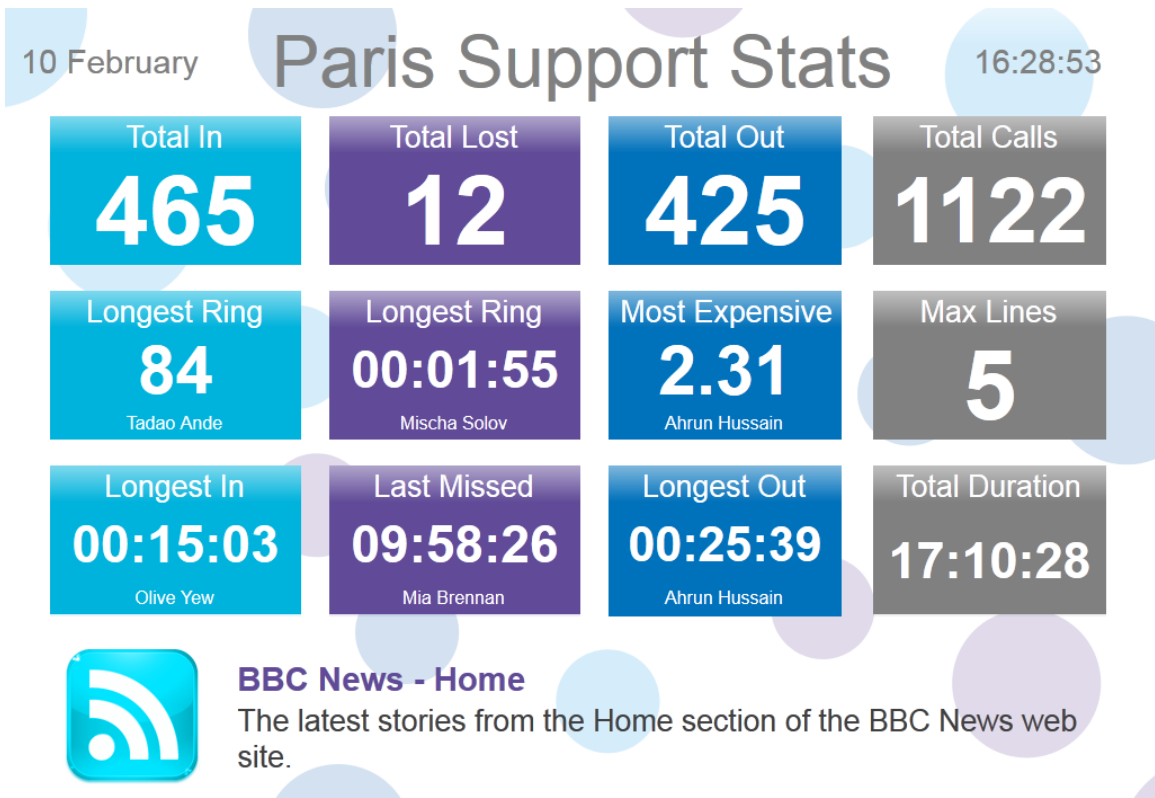 10 February
Paris Support Stats
16:28:53
Total In
465
Total Lost
12
Total Out
425
Total Calls
1122
Longest Ring
84
Tadao Ande
Longest Ring
00:01:55
Mischa Solov
Most Expensive
2.31
Ahrun Hussain
Max Lines
5
Longest In
00:15:03
Olive Yew
Last Missed
09:58:26
Mia Brennan
Longest Out
00:25:39
Ahrun Hussain
Total Duration
17:10:28
BBC News - Home
The latest stories from the Home section of the BBC News web
site.